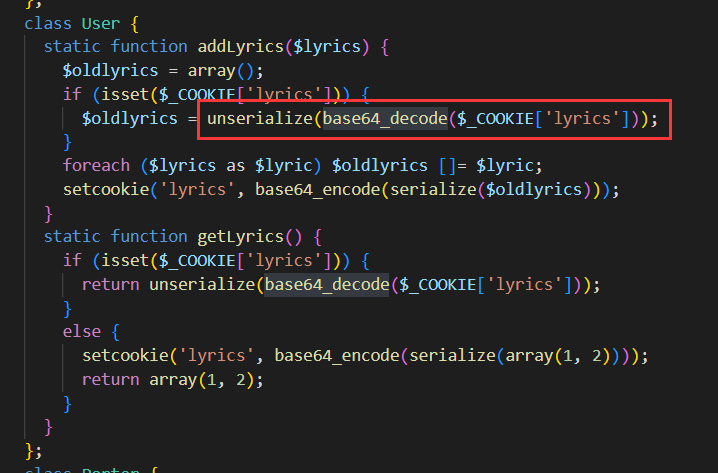 };
class User {
static function addLyrics($lyrics) {
$oldlyrics = array();
if (isset($_COOKIE['lyrics'])) {
$oldlyrics = unserialize(base64_decode($_COOKIE['lyrics']));
}
foreach ($lyrics as $lyric) $oldlyrics []= $lyric;
setcookie('lyrics', base64_encode(serialize($oldlyrics)));
}
static function getLyrics() {
if (isset($_COOKIE['lyrics'])) {
return unserialize(base64_decode($_COOKIE['lyrics']));
}
else {
setcookie('lyrics', base64_encode(serialize(array(1, 2))));
return array(1, 2);
}
}
};
class Porter {